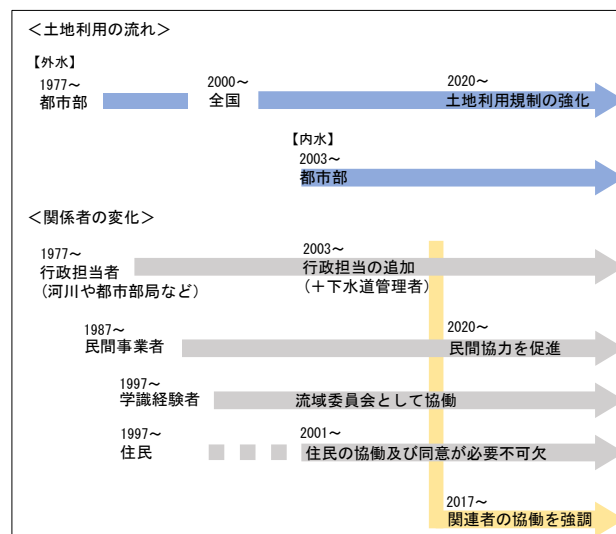 ＜土地利用の流れ＞
【外水】
1977～
都市部
2000～
全国
2020～
土地利用規制の強化
【内水】
2003～
都市部
＜関係者の変化＞
1977～
行政担当者
（河川や都市部局など）
2003～
行政担当の追加
（＋下水道管理者）
1987～
民間事業者
2020～
民間協力を促進
1997～
学識経験者
流域委員会として協働
1997～
住民
2001～
住民の協働及び同意が必要不可欠
2017～
関連者の協働を強調